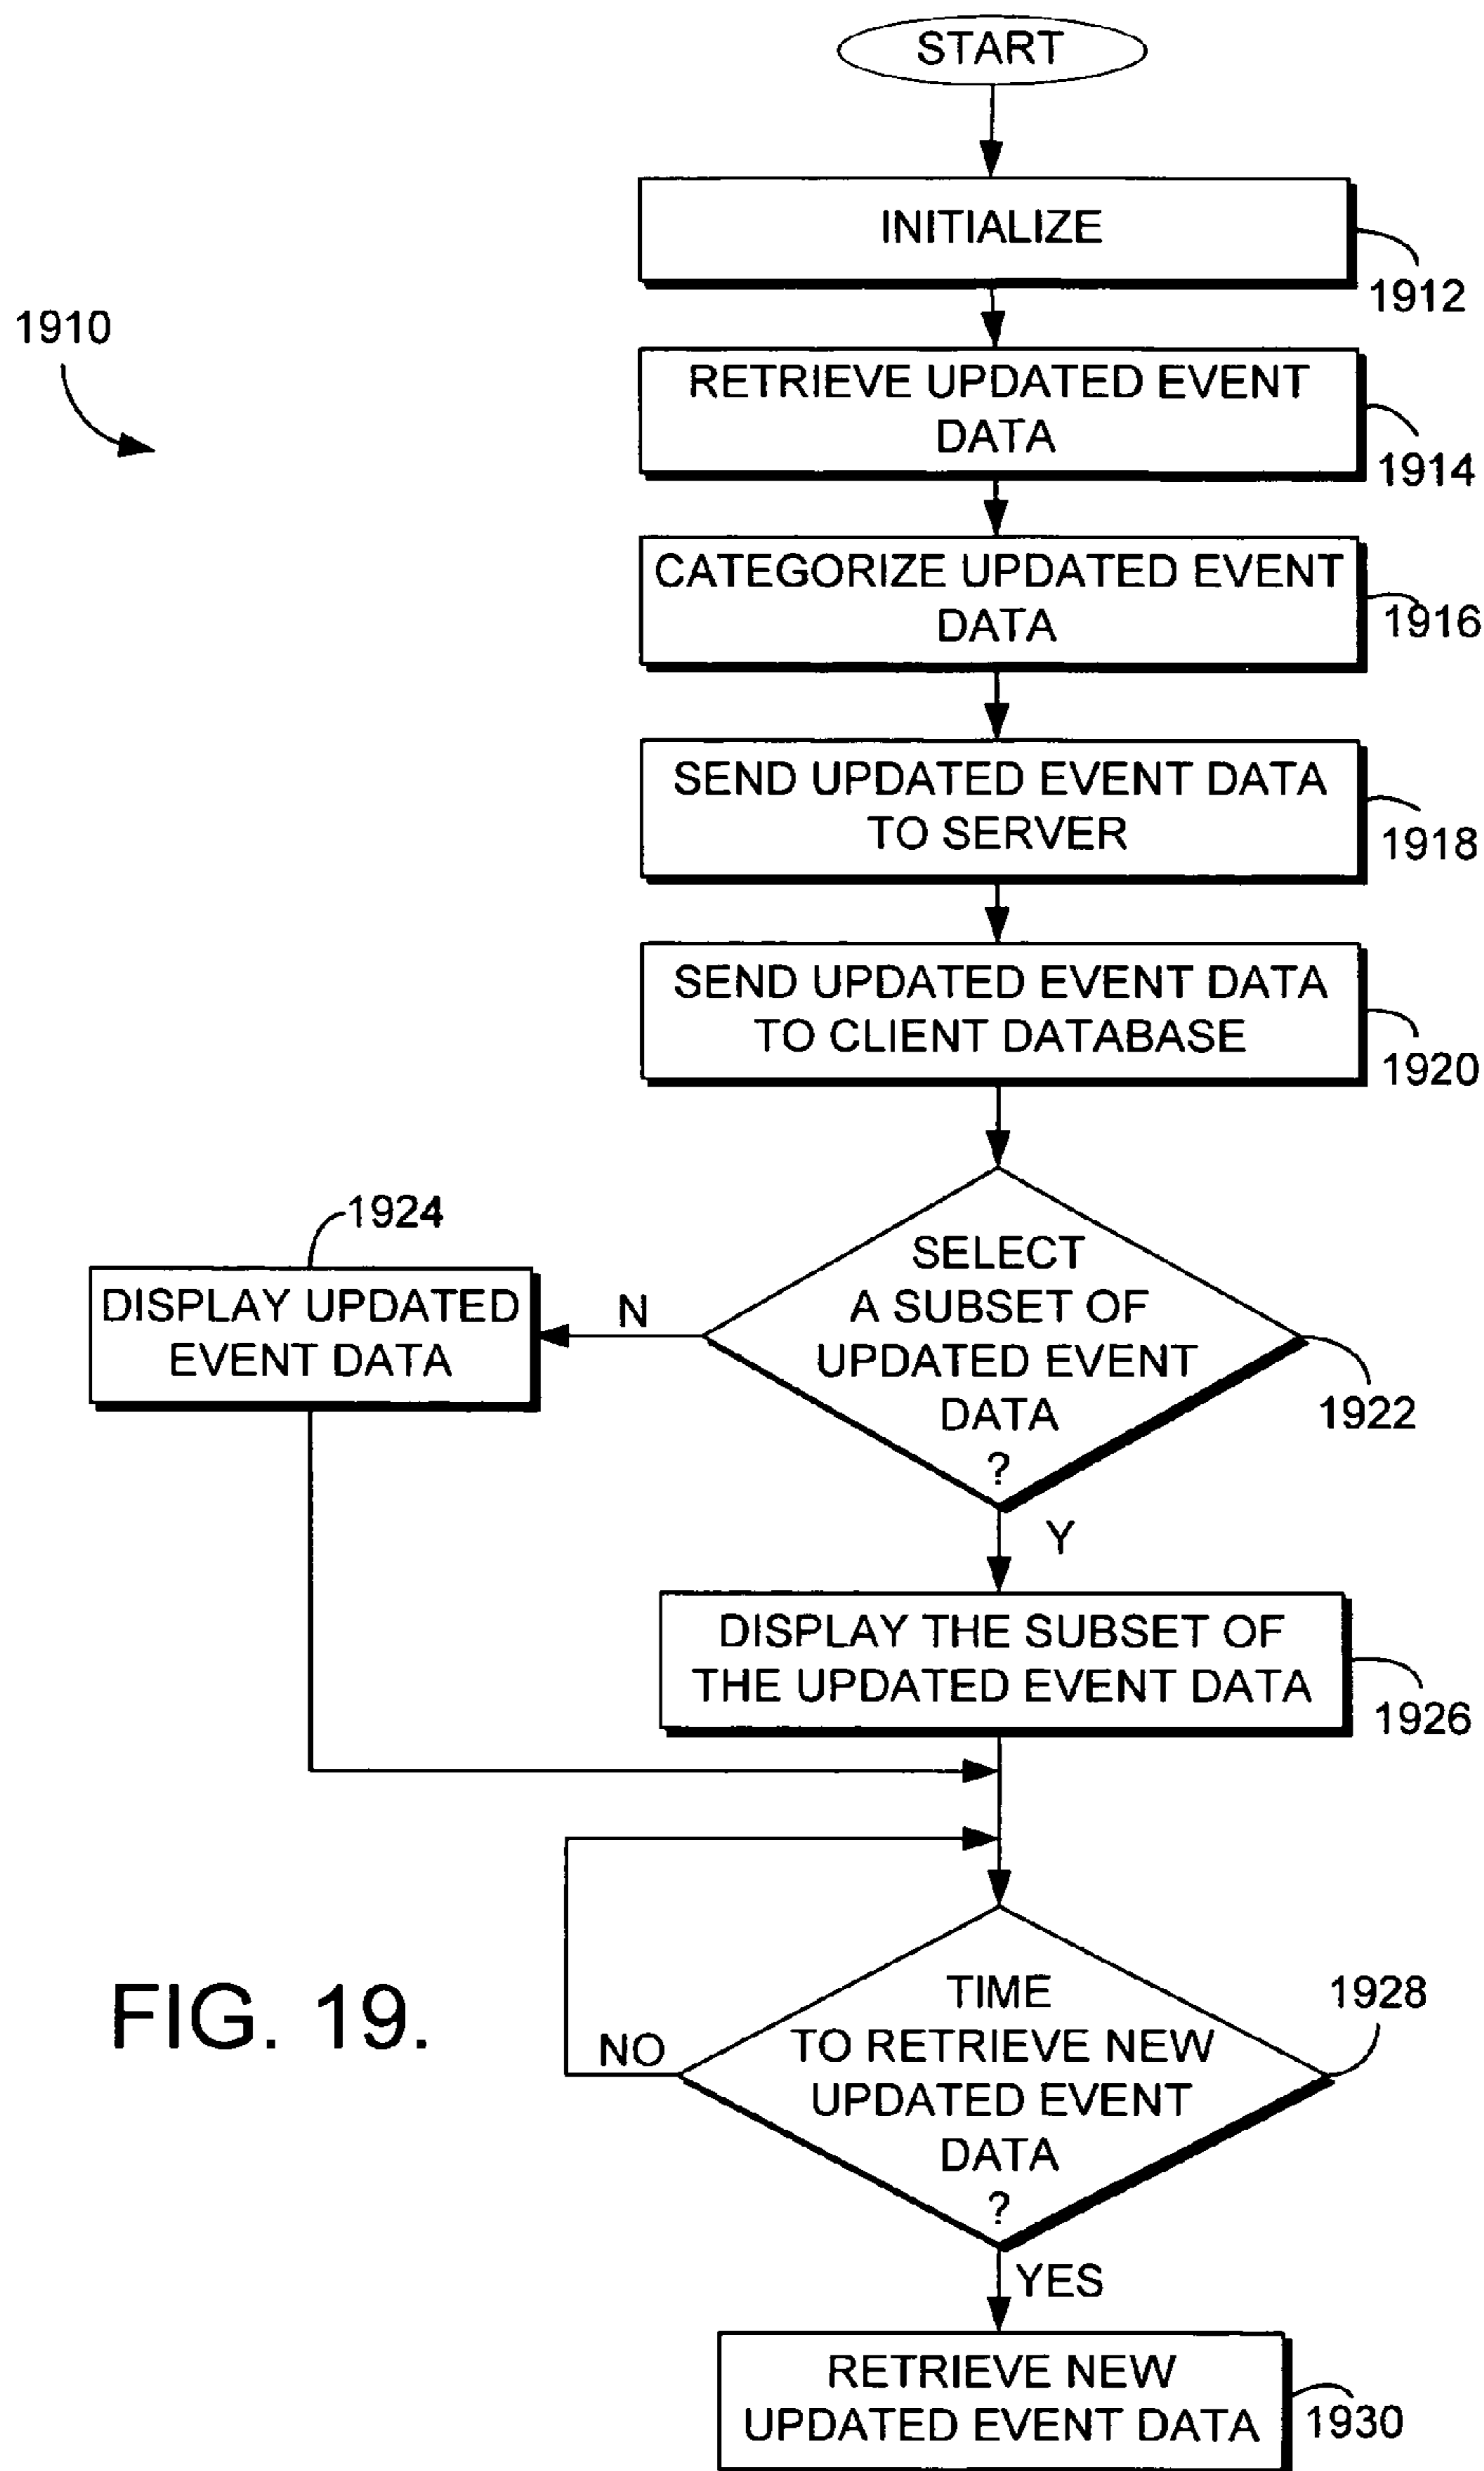 START
INITIALIZE
1912
1910
RETRIEVE UPDATED EVENT
DATA
1914
CATEGORIZE UPDATED EVENT
DATA
1916
SEND UPDATED EVENT DATA
TO SERVER
1918
SEND UPDATED EVENT DATA
TO CLIENT DATABASE
1920
SELECT
A SUBSET OF
UPDATED EVENT
DATA
?
1922
N
1924
DISPLAY UPDATED
EVENT DATA
Y
DISPLAY THE SUBSET OF
THE UPDATED EVENT DATA
1926
TIME
TO RETRIEVE NEW
UPDATED EVENT
DATA
?
1928
NO
FIG. 19.
YES
RETRIEVE NEW
UPDATED EVENT DATA
1930